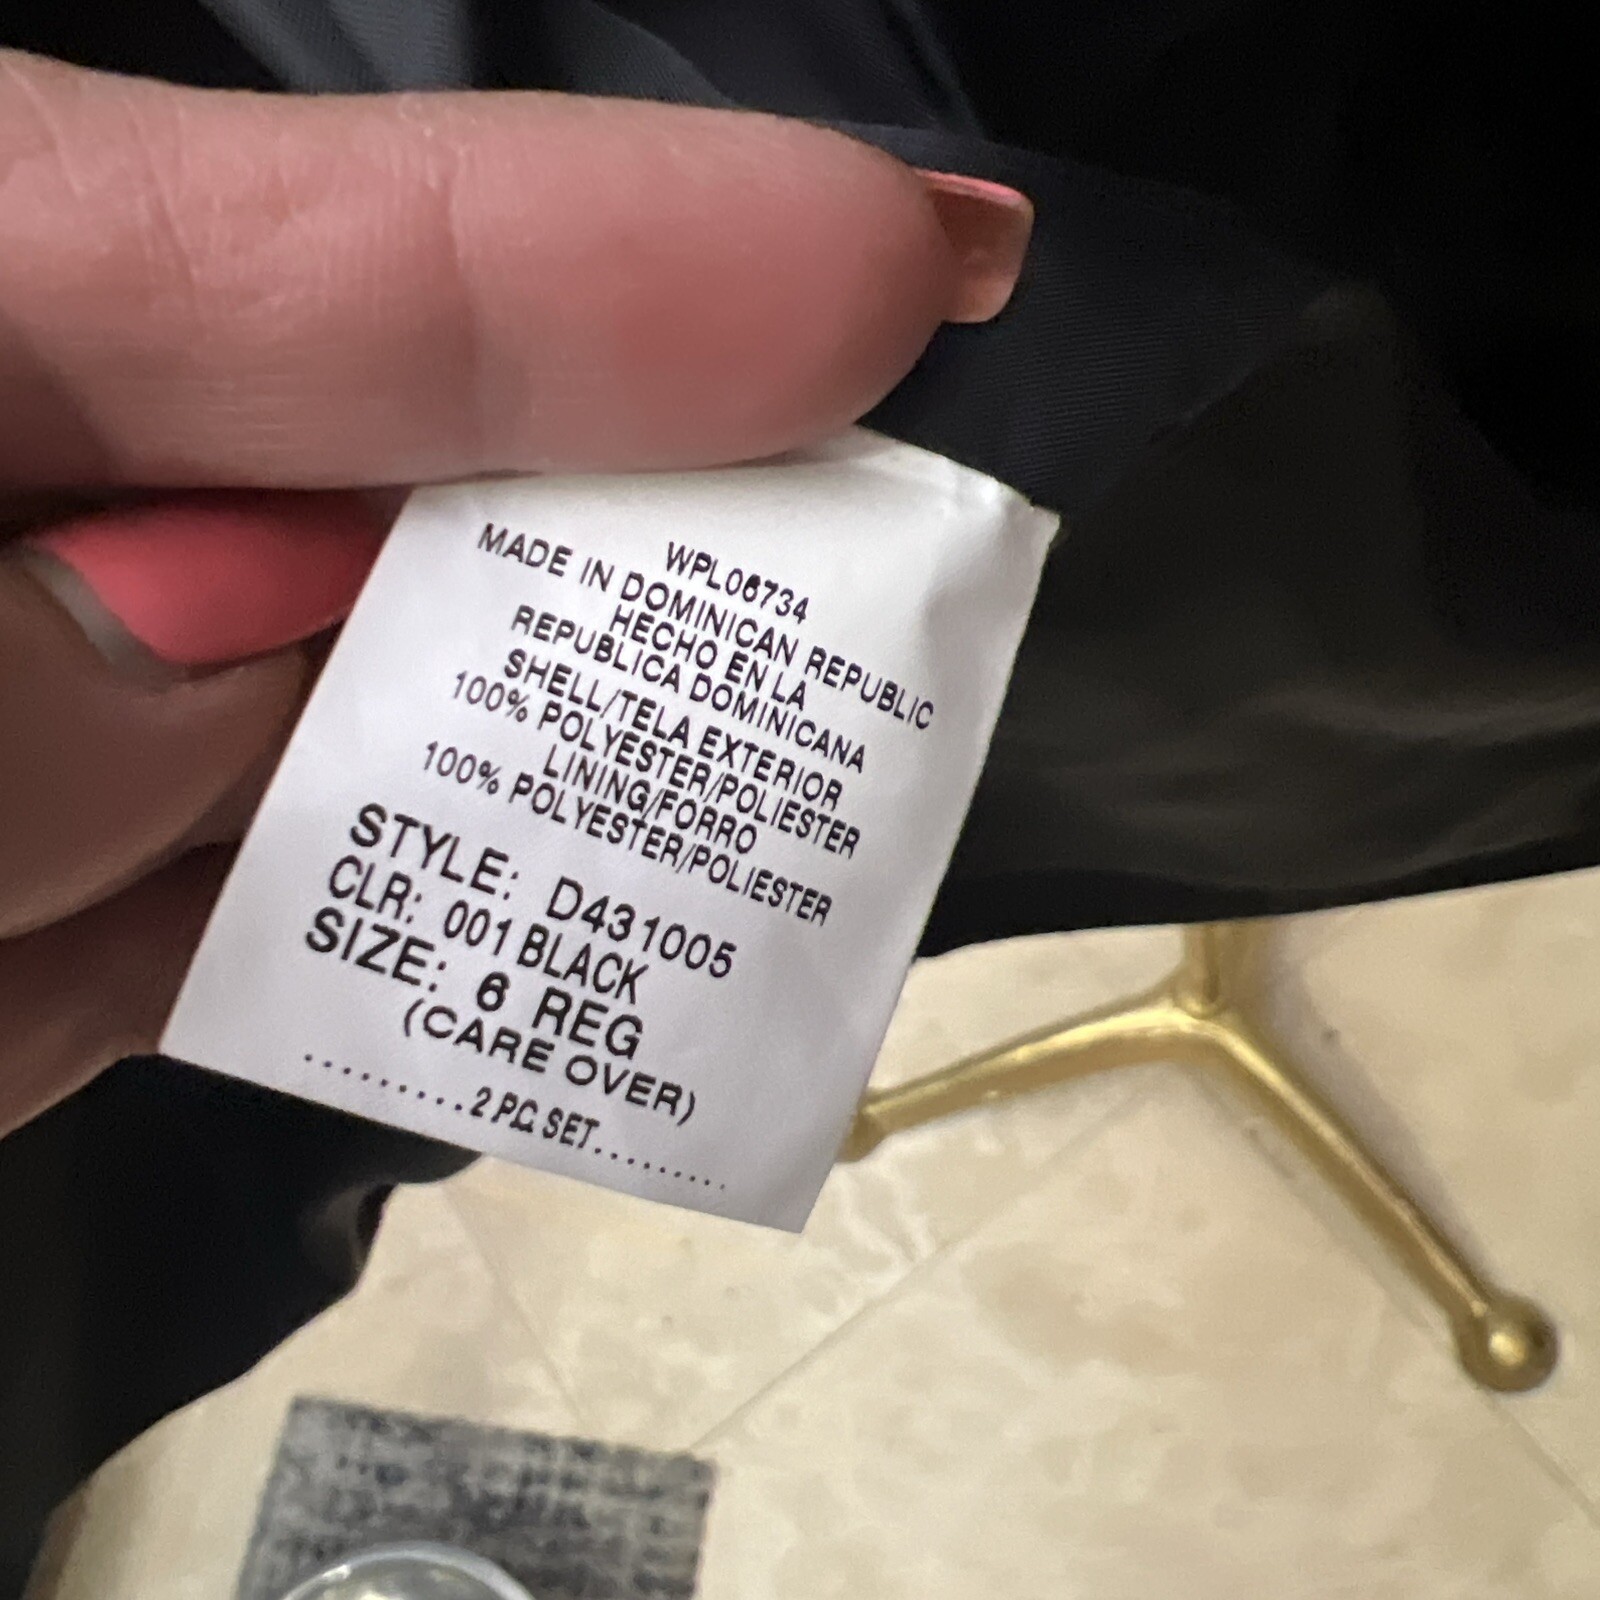 WPL06734
MADE IN DOMINICAN REPUBLIC
HECHO EN LA
REPUBLICA DOMINICANA
SHELL/TELA EXTERIOR
100% POLYESTER/POLIESTER
LINING/FORRO
100% POLYESTER/POLIESTER
STYLE: D431005
CLR: 001 BLACK
SIZE: 6 REG
(CARE OVER)
.........2 PC. SET.........